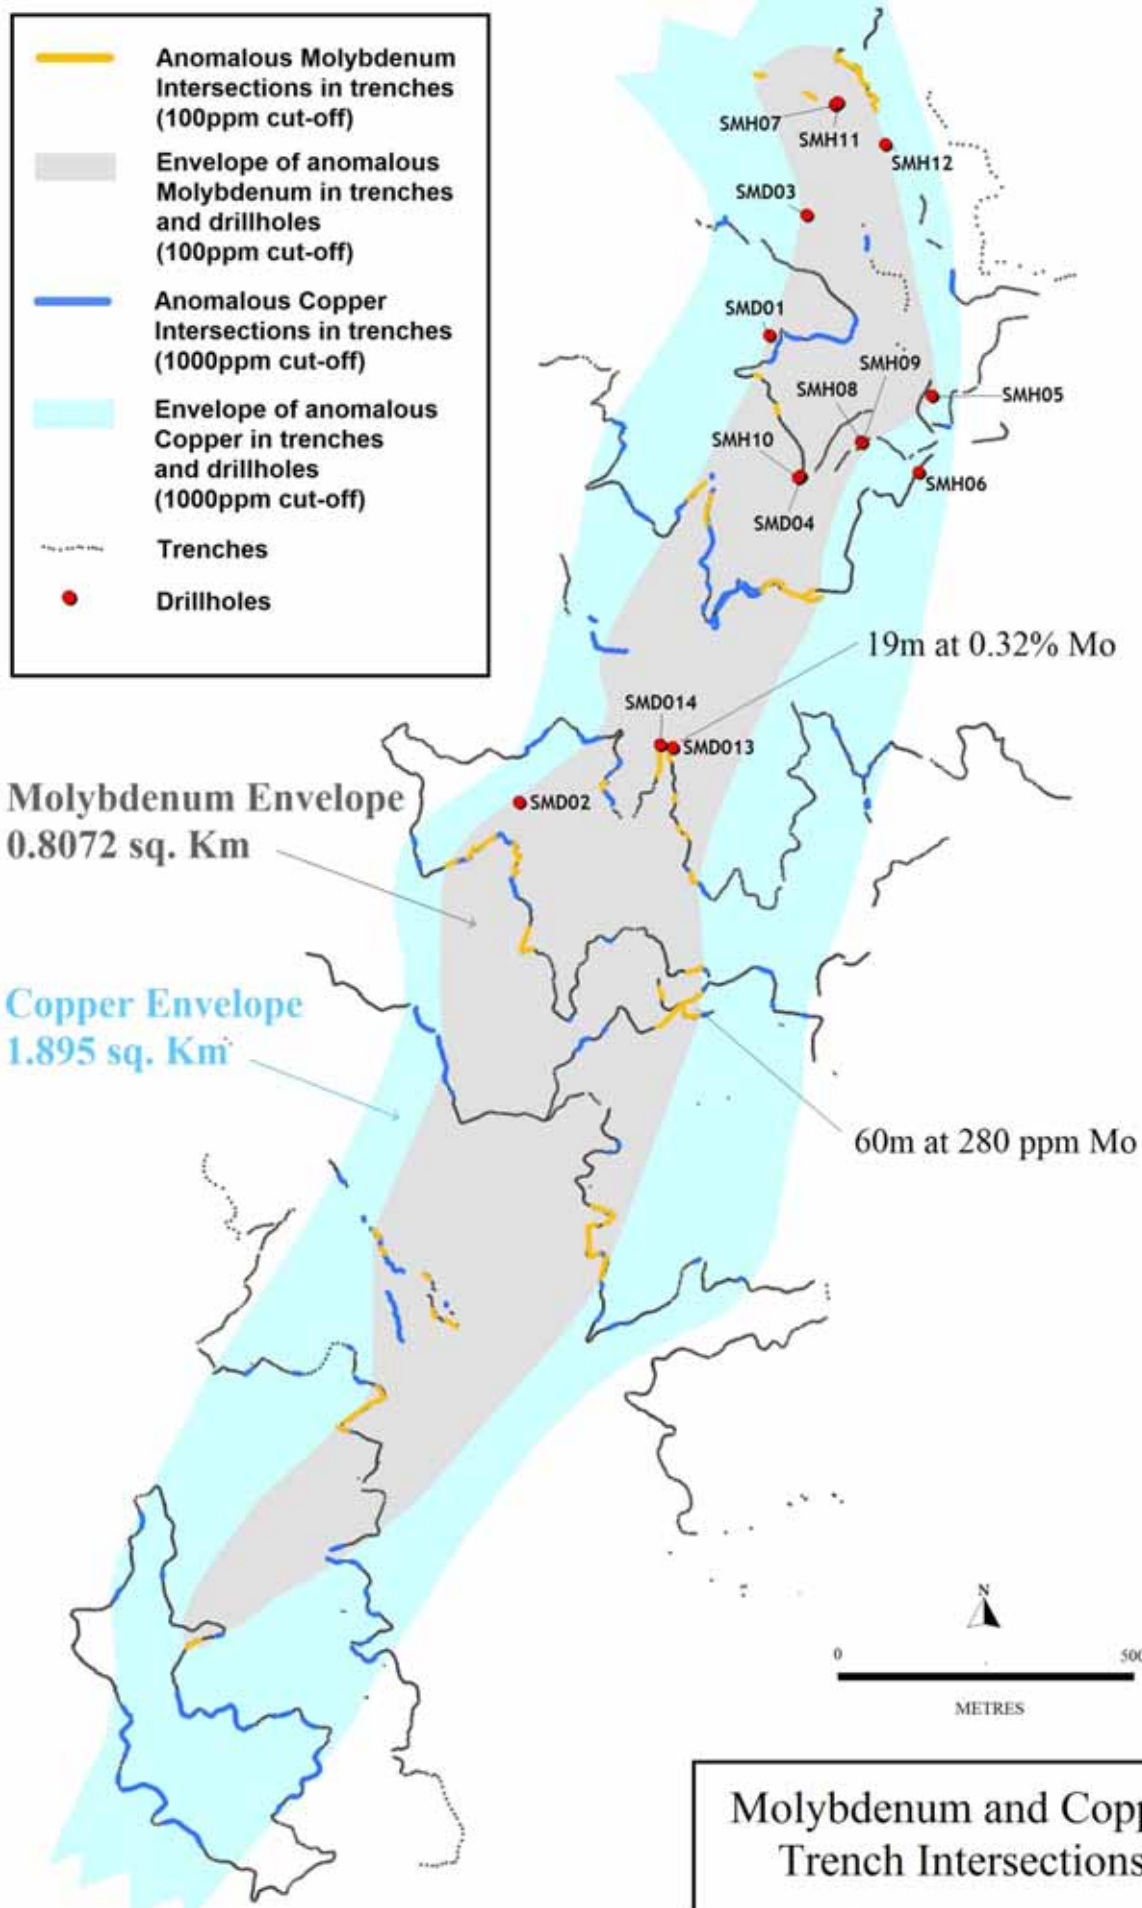 Anomalous Molybdenum
Intersections in trenches
(100ppm cut-off)
Envelope of anomalous
Molybdenum in trenches
and drillholes
(100ppm cut-off)
Anomalous Copper
Intersections in trenches
(1000ppm cut-off)
Envelope of anomalous
Copper in trenches
and drillholes
(1000ppm cut-off)
Trenches
Drillholes
SMH07
SMH11
SMH12
SMD03
SMD01
SMH09
SMH08
SMH05
SMH10
SMH06
SMD04
19m at 0.32% Mo
SMD014
SMD013
SMD02
Molybdenum Envelope
0.8072 sq. Km
Copper Envelope
1.895 sq. Km
60m at 280 ppm Mo
N
0 500
METRES
Molybdenum and Copp
Trench Intersections